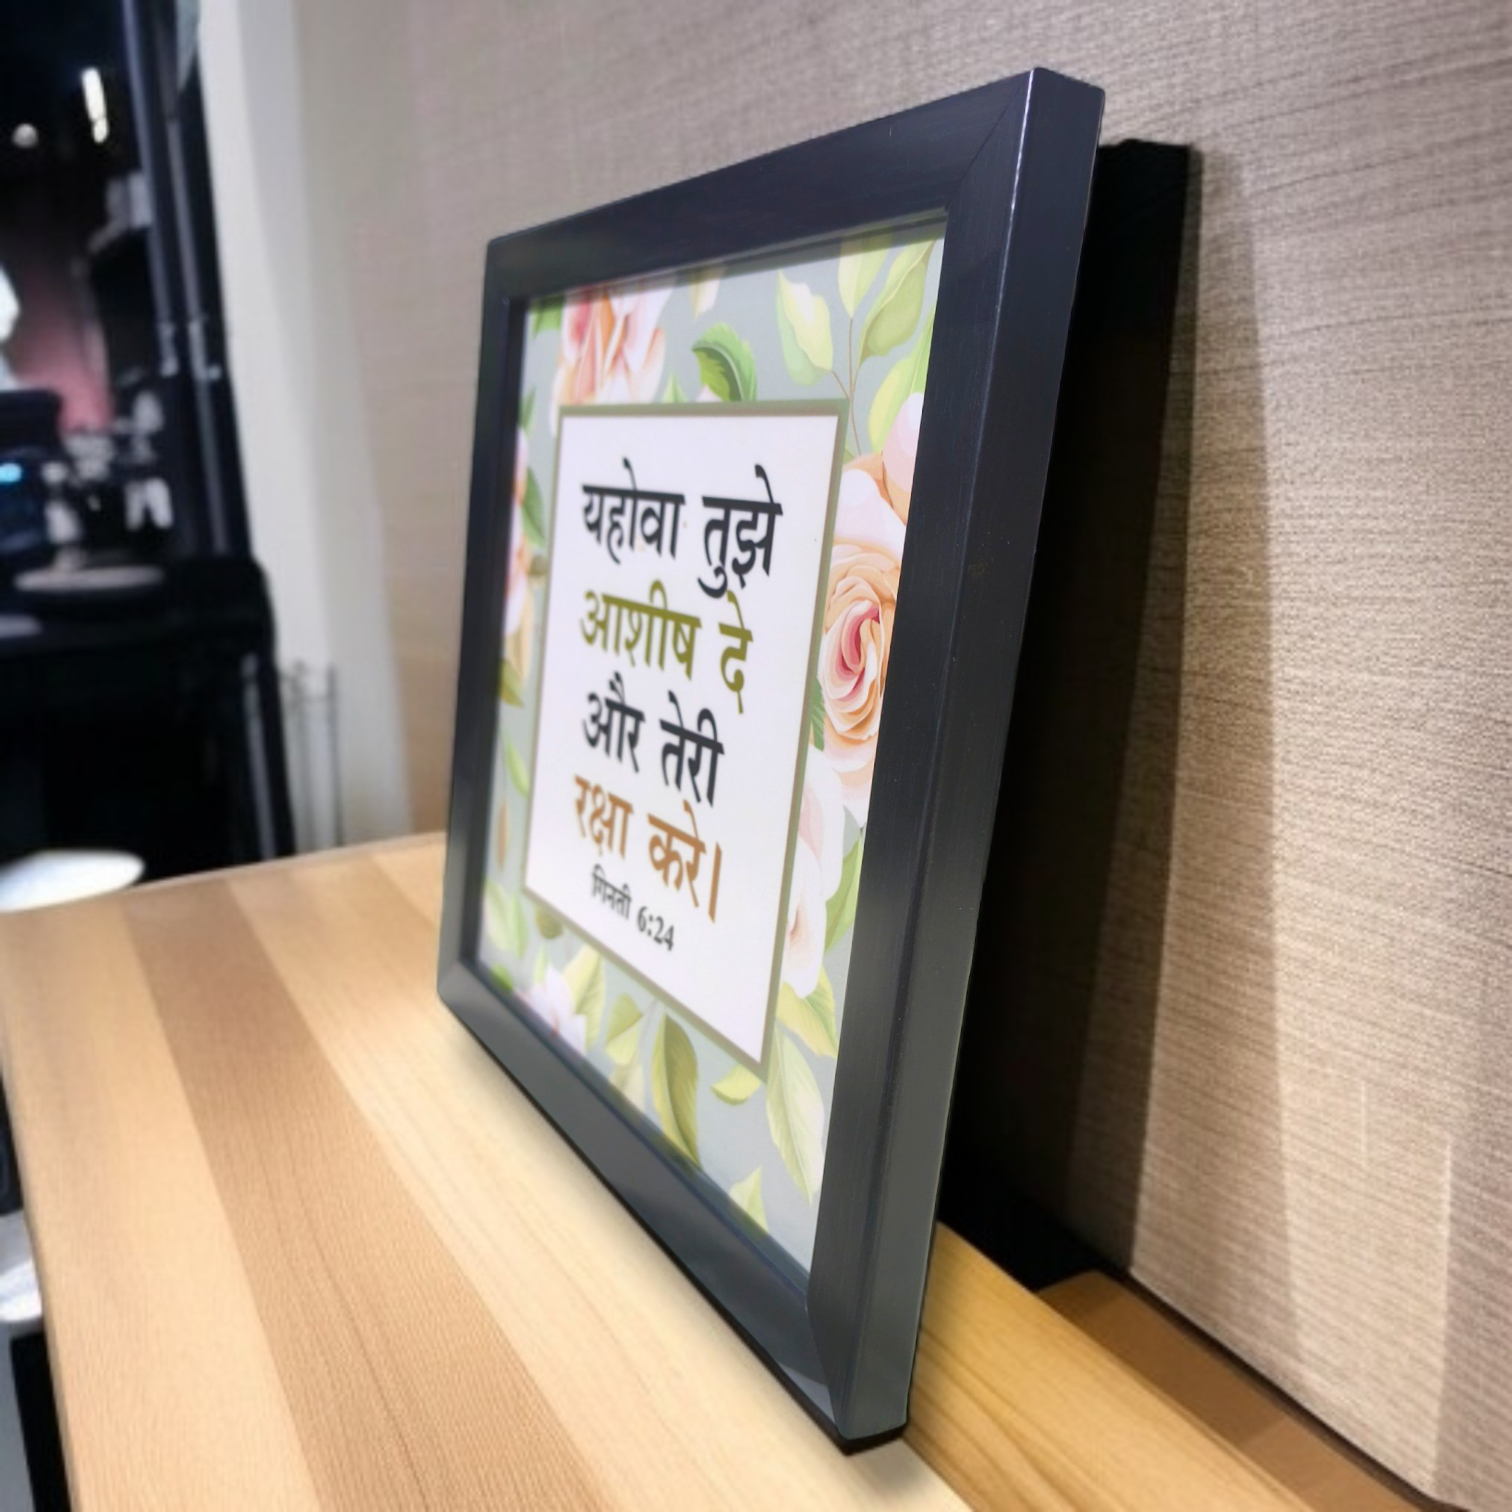 यहोवा तुझे
आशीष दे
और तेरी
रक्षा करे।
गिनती 6:24